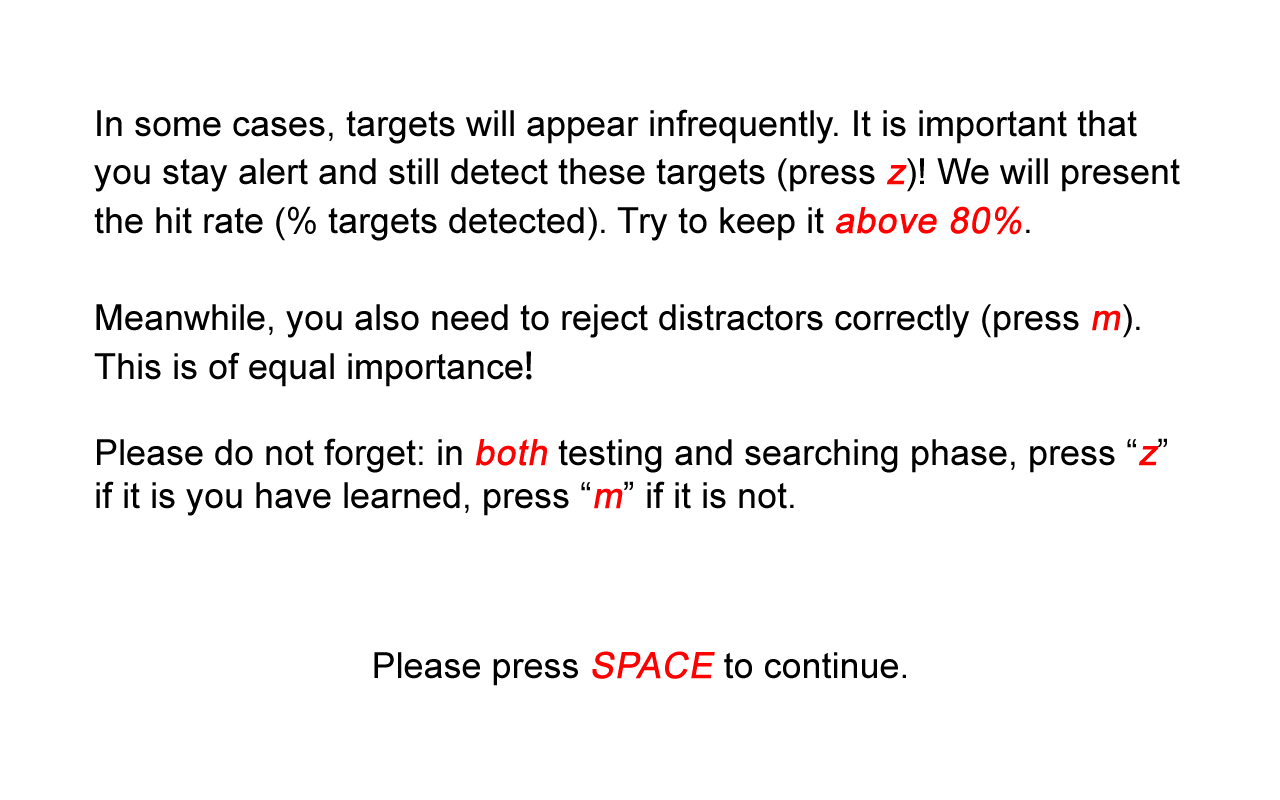 In some cases, targets will appear infrequently. It is important that
you stay alert and still detect these targets (press z)! We will present
the hit rate (% targets detected). Try to keep it above 80%.
Meanwhile, you also need to reject distractors correctly (press m).
This is of equal importance!
Please do not forget: in both testing and searching phase, press “z”
if it is you have learned, press “m” if it is not.
Please press SPACE to continue.